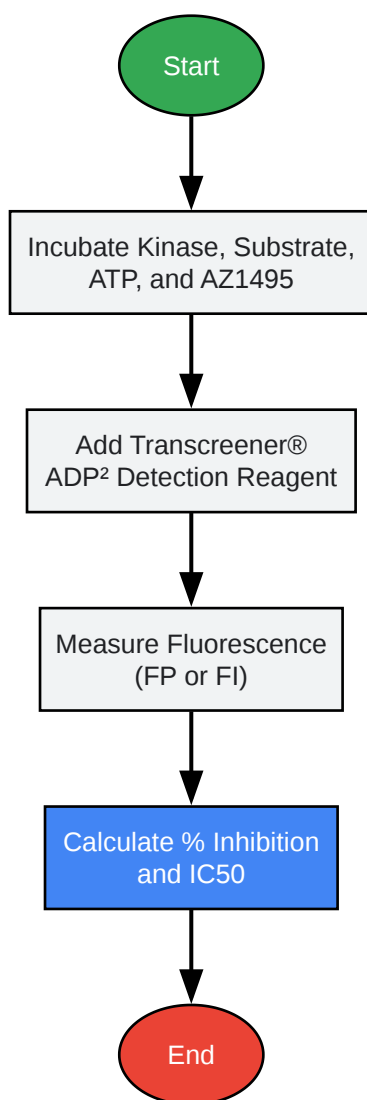 Start
Incubate Kinase, Substrate,
ATP, and AZ1495
Add Transcreener®
ADP² Detection Reagent
Measure Fluorescence
(FP or FI)
Calculate % Inhibition
and IC50
End